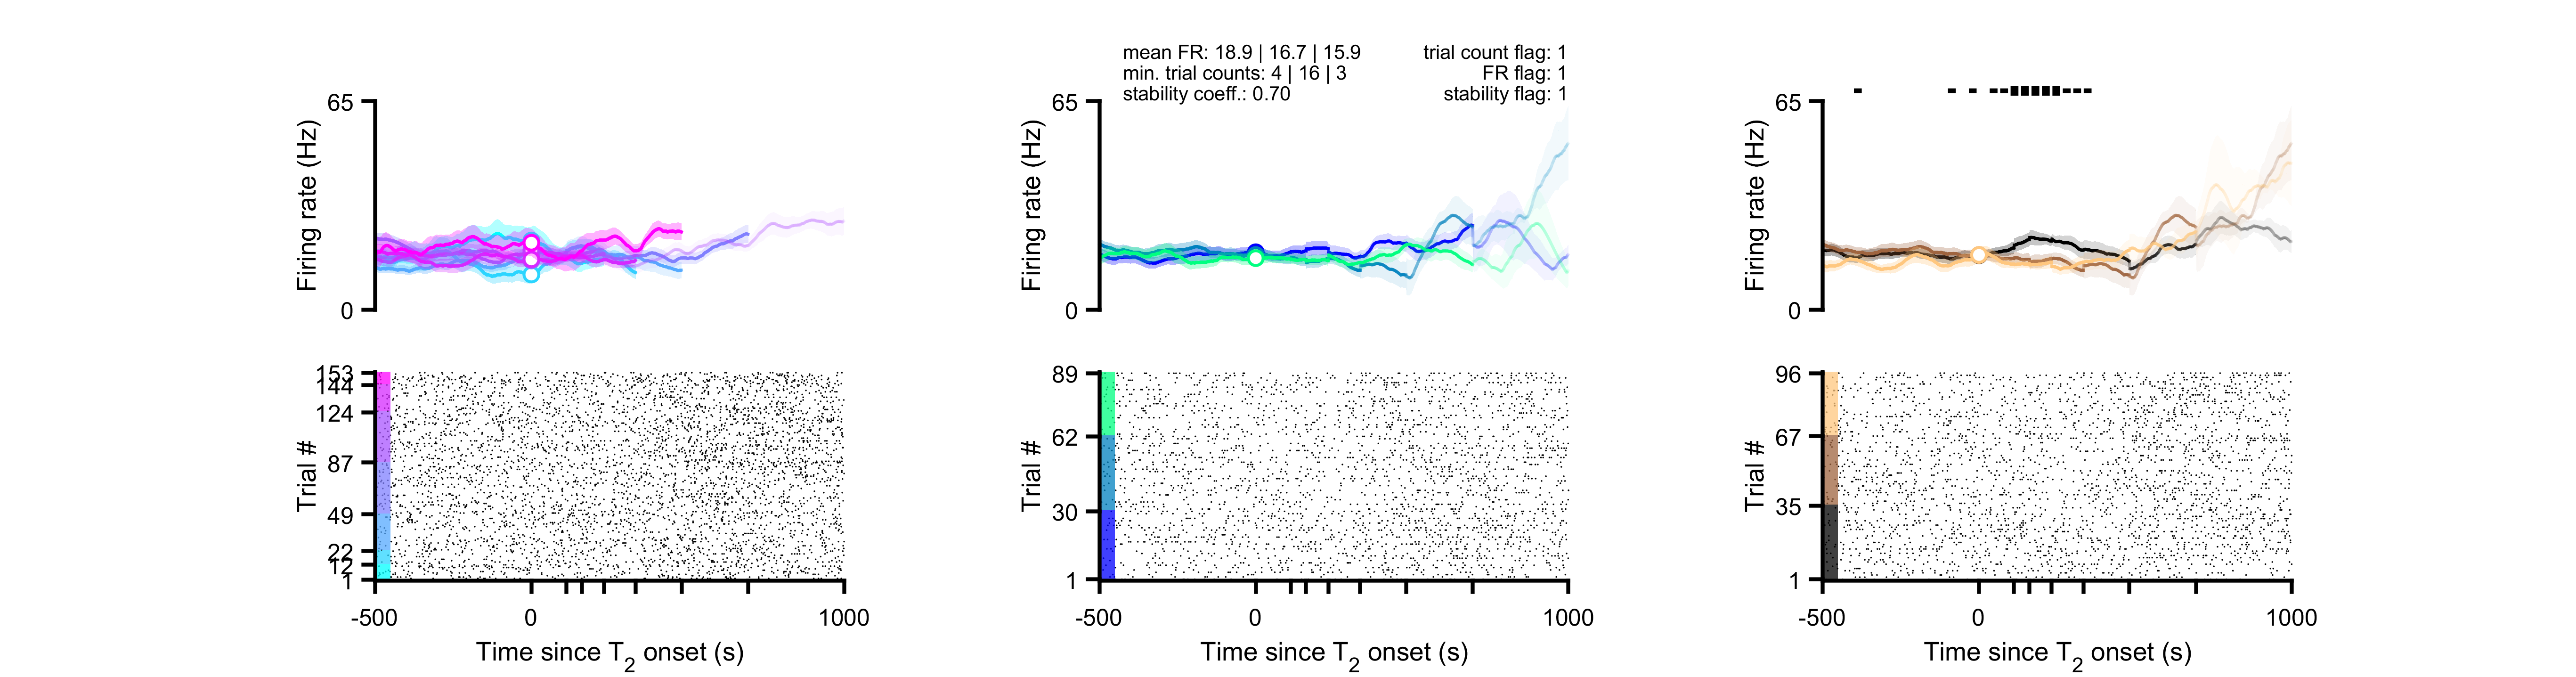 mean FR: 18.9 | 16.7 | 15.9
min. trial counts: 4 | 16 | 3
stability coeff.: 0.70
trial count flag: 1
FR flag: 1
stability flag: 1
65
Firing rate (Hz)
0
65
Firing rate (Hz)
0
65
Firing rate (Hz)
0
153
144
124
87
49
22
12
1
Trial #
-500
0
1000
Time since T2 onset (s)
89
62
30
1
Trial #
-500
0
1000
Time since T2 onset (s)
96
67
35
1
Trial #
-500
0
1000
Time since T2 onset (s)